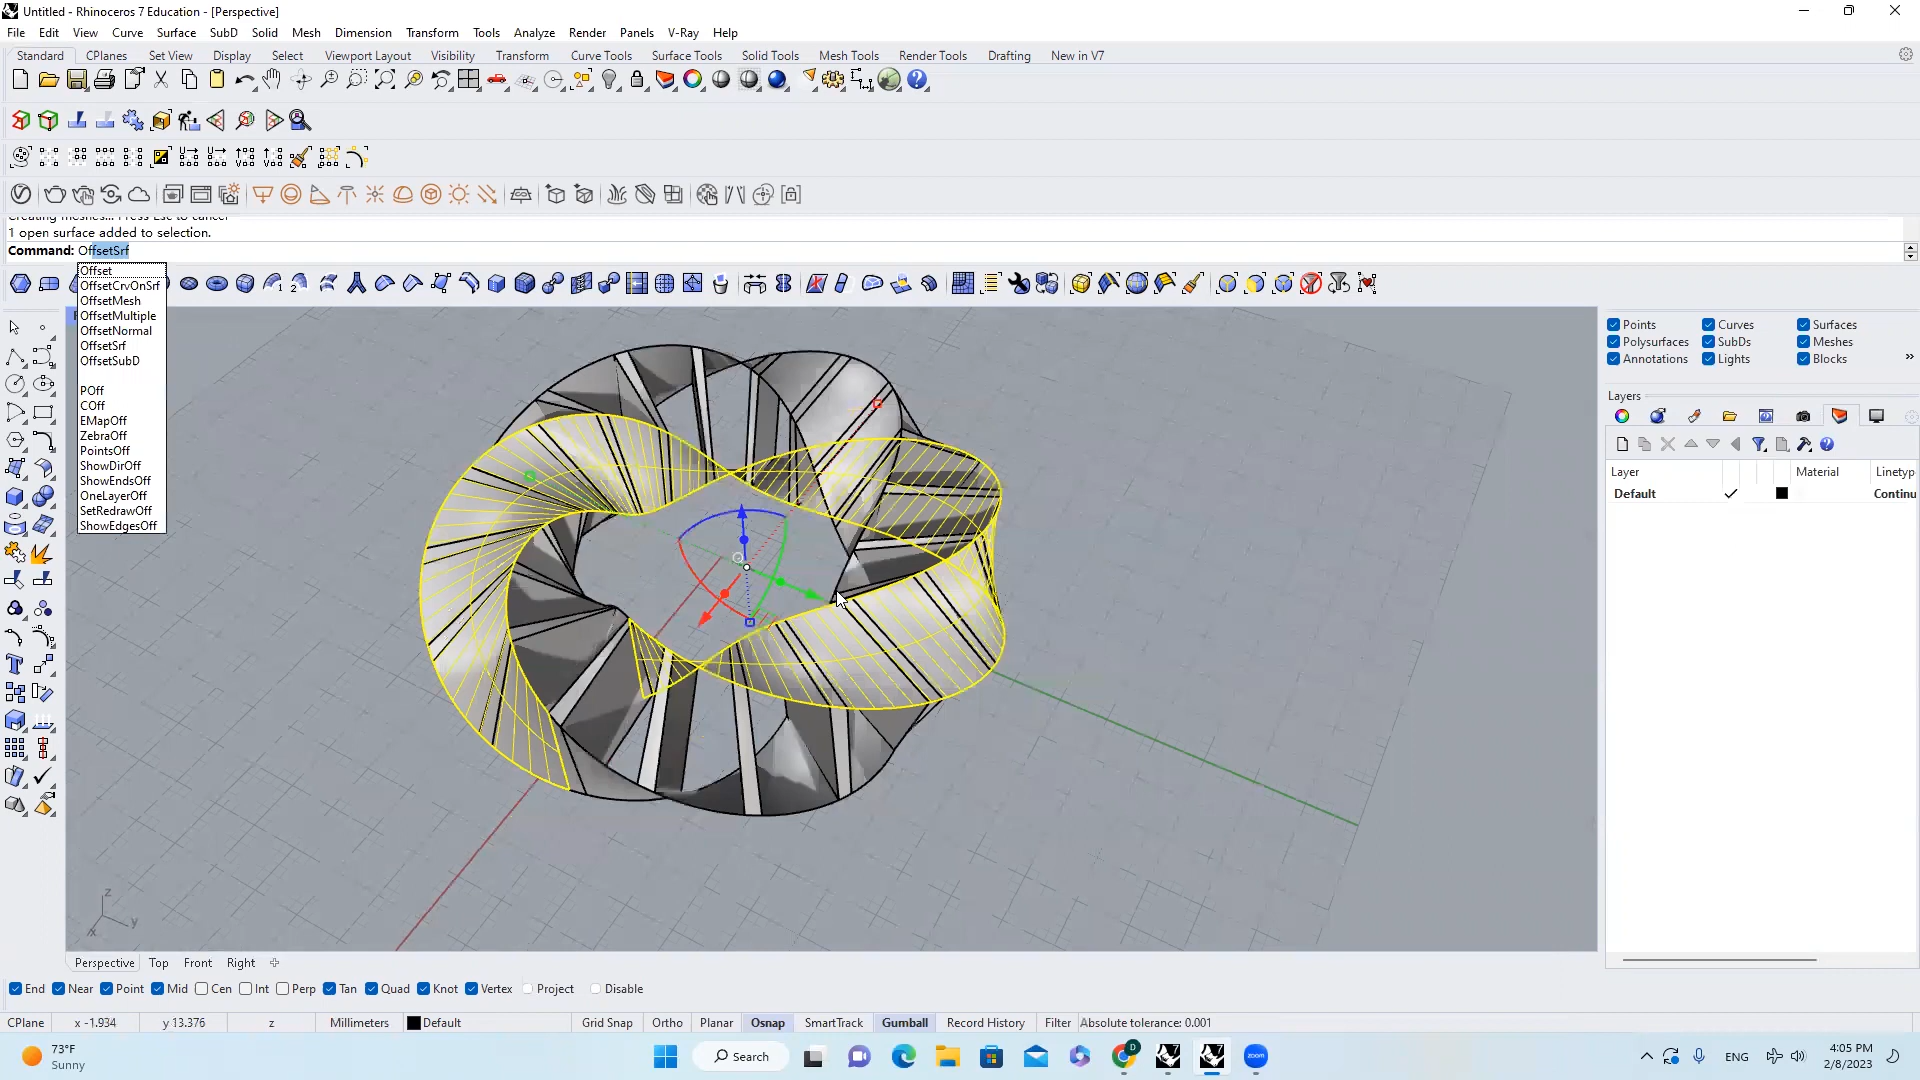 Untitled - Rhinoceros 7 Education - [Perspective]
File Edit View Curve Surface SubD Solid Mesh Dimension Transform Tools Analyze Render Panels V-Ray Help
Standard CPlanes Set View Display Select Viewport Layout Visibility Transform Curve Tools Surface Tools Solid Tools Mesh Tools Render Tools Drafting New in V7
Creating meshes... Press Esc to cancel
1 open surface added to selection.
Command: OffsetSrf
Offset
OffsetCrvOnSrf
OffsetMesh
OffsetMultiple
OffsetNormal
OffsetSrf
OffsetSubD
POff
COff
EMapOff
ZebraOff
PointsOff
ShowDirOff
ShowEndsOff
OneLayerOff
SetRedrawOff
ShowEdgesOff
Points Curves Surfaces
Polysurfaces SubDs Meshes
Annotations Lights Blocks
Layers
Layer Material Linetyp
Default Continu
z
y
x
Perspective Top Front Right
End Near Point Mid Cen Int Perp Tan Quad Knot Vertex Project Disable
CPlane x -1.934 y 13.376 z Millimeters Default Grid Snap Ortho Planar Osnap SmartTrack Gumball Record History Filter Absolute tolerance: 0.001
73°F
Sunny
Search
D
zoom
ENG
4:05 PM
2/8/2023